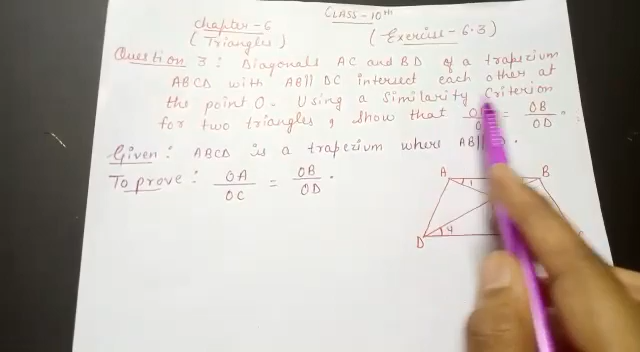 CLASS-10th
Chapter-6
(Triangles)
(Exercise-6.3)
Question 3: Diagonals AC and BD of a trapezium
ABCD with AB||DC intersect each other at
the point O. Using a Similarity Criterion
for two triangles, show that O = OB/OD.
Given: ABCD is a trapezium where AB||
To prove: OA/OC = OB/OD.
A 1 B
D 4